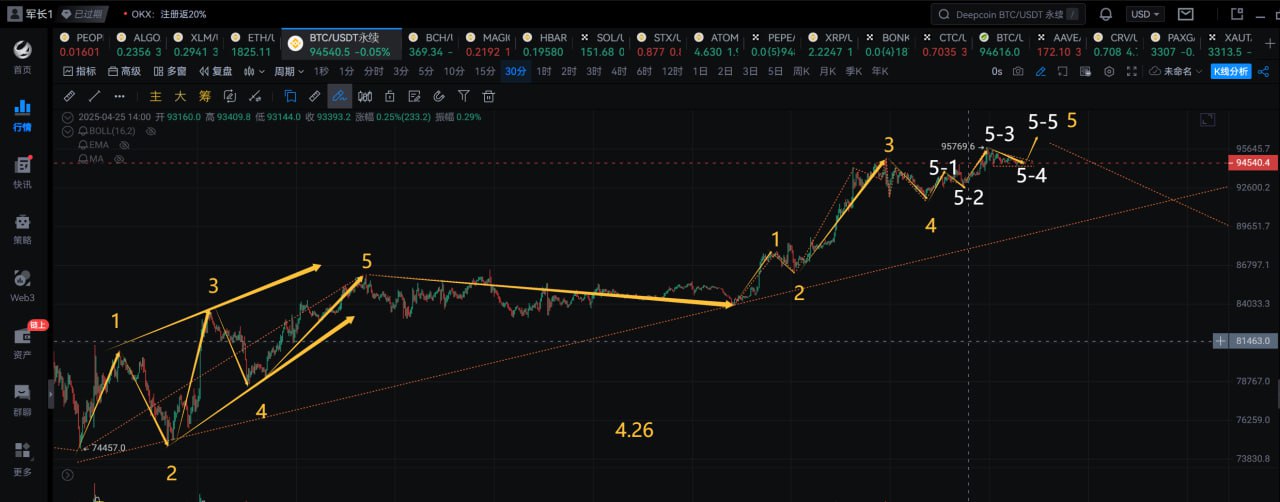 军长1 已过期 OKX：注册返20%
Deepcoin BTC/USDT 永续 /
USD
首页
行情
快讯
策略
Web3
链上
资产
群聊
更多
PEOPI 0.01601
ALGO 0.2356 3
XLM/U 0.2941 3
ETH/U 1825.11
BTC/USDT永续 94540.5 -0.05%
BCH/U 369.34 -
MAGIC 0.2192 1
HBAR 0.19580
SOL/U 151.68 0
STX/U 0.877 0.
ATOM 4.630 1.
PEPE/ 0.0(5)94
XRP/U 2.2247 1
BONK 0.0(4)18
CTC/U 0.7035 3
BTC/U 94616.0
AAVE/ 172.10 3
CRV/U 0.708 4.
PAXG/ 3307 -0.
XAUT. 3313.5 -
指标 高级 多窗 复盘 周期 1秒 1分 分时 3分 5分 10分 15分 30分 1时 2时 3时 4时 6时 12时 1日 2日 3日 5日 周K 月K 季K 年K
0s 未命名 K线分析
主 大 筹
2025-04-25 14:00 开 93160.0 高 93409.8 低 93144.0 收 93393.2 涨幅 0.25%(233.2) 振幅 0.29%
BOLL(16,2)
EMA
MA
5-3 5-5 5
95769.6
3
5-1
5-4
5-2
4
1
5
2
3
1
4
2
74457.0
4.26
95645.7
94540.4
92600.2
89651.7
86797.1
84033.3
81463.0
78767.0
76259.0
73830.8